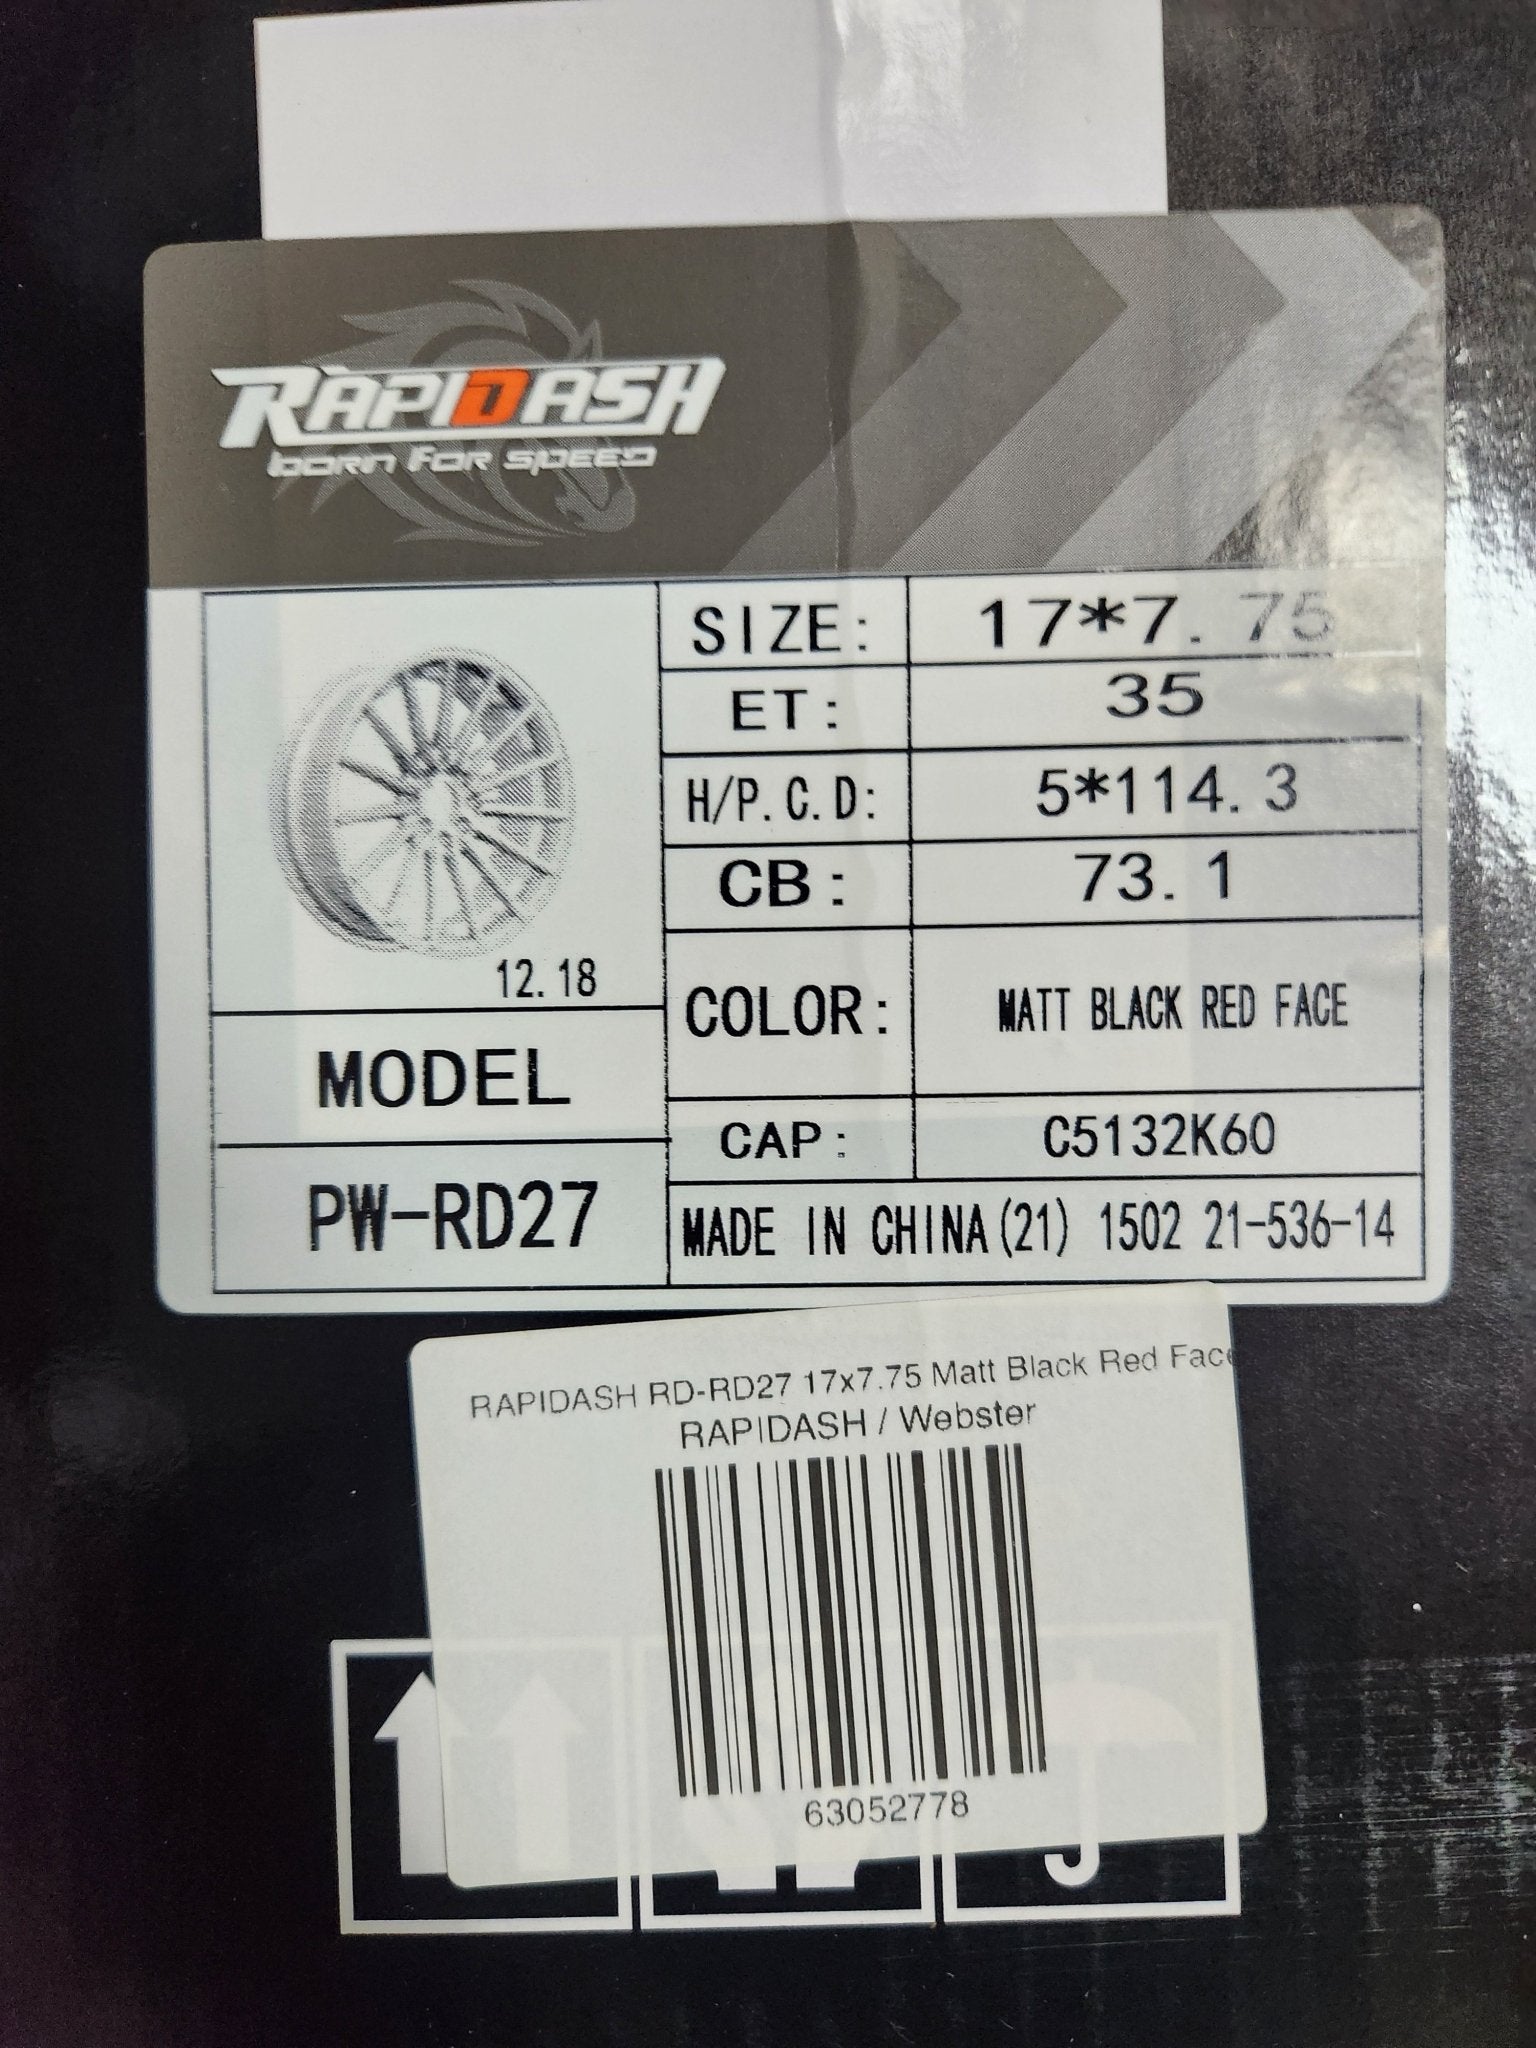 RAPIDASH
born for speed
SIZE: 17*7.75
ET: 35
H/P.C.D: 5*114.3
CB: 73.1
12.18
COLOR: MATT BLACK RED FACE
MODEL
CAP: C5132K60
PW-RD27
MADE IN CHINA(21) 1502 21-536-14
RAPIDASH RD-RD27 17x7.75 Matt Black Red Face
RAPIDASH / Webster
63052778